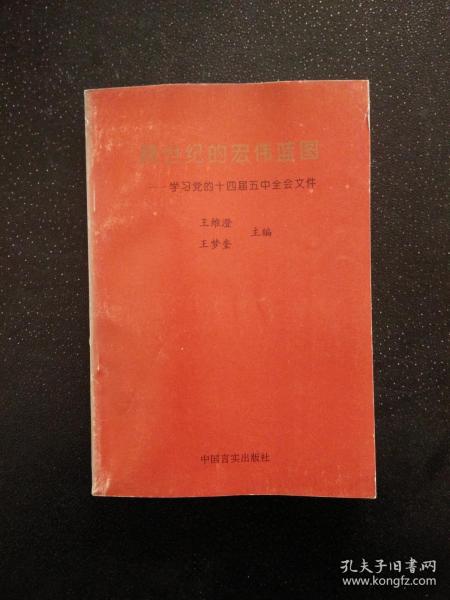 跨世纪的宏伟蓝图
——学习党的十四届五中全会文件
王维澄
王梦奎
主编
中国言实出版社
孔夫子旧书网
www.kongfz.com